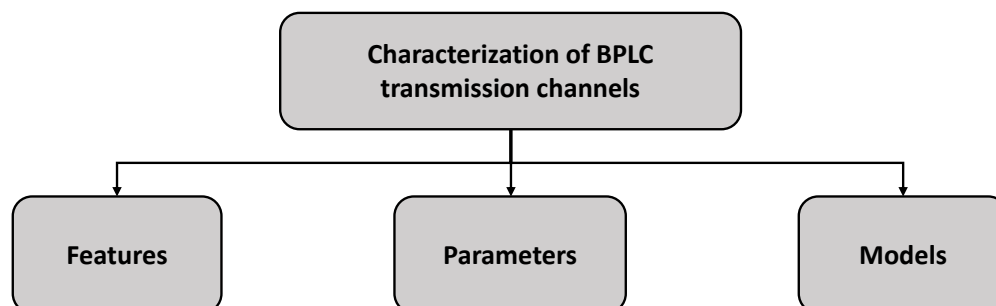 Characterization of BPLC
transmission channels
Features
Parameters
Models